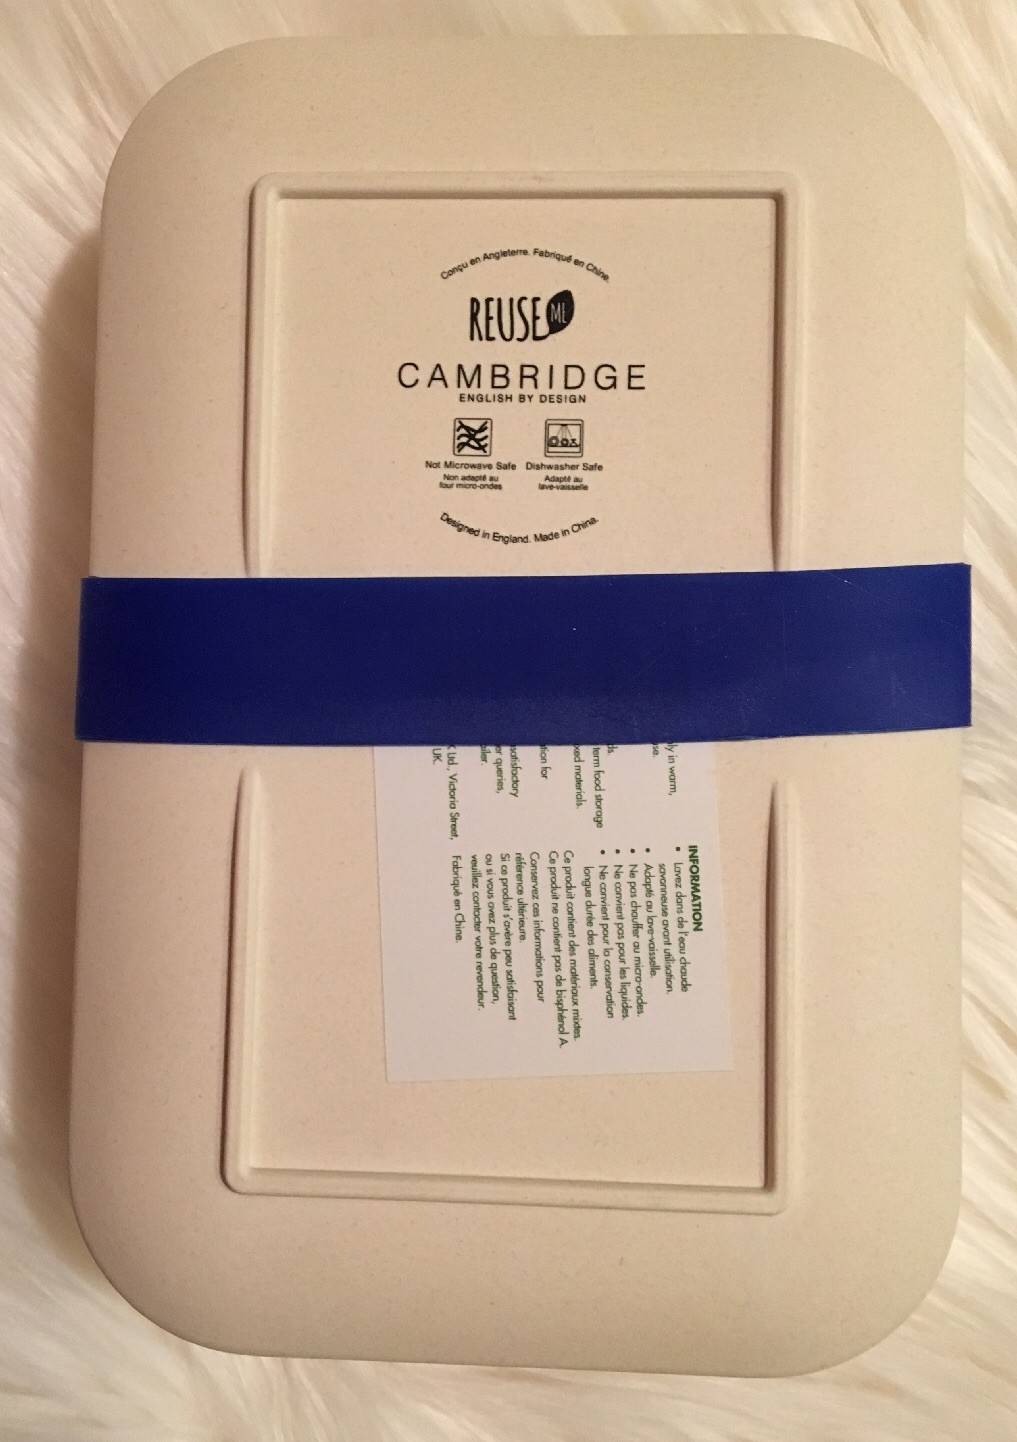 Conçu en Angleterre. Fabriqué en Chine.
REUSE ME
CAMBRIDGE
ENGLISH BY DESIGN
Not Microwave Safe
Non adapté au
four micro-ondes
Dishwasher Safe
Adapté au
lave-vaisselle
Designed in England. Made in China.
in warm,
term food storage
materials.
for
satisfactory
queries,
Ltd., Victoria Street,
UK.
INFORMATION
• Lavez dans de l'eau chaude
savonneuse avant utilisation.
• Adapté au lave-vaisselle.
• Ne pas chauffer au micro-ondes.
• Ne convient pas pour les liquides.
• Ne convient pour la conservation
longue durée des aliments.
Ce produit contient des matériaux mixtes.
Ce produit ne contient pas de bisphénol A.
Conservez ces informations pour
référence ultérieure.
Si ce produit s'avère peu satisfaisant
ou si vous avez plus de question,
veuillez contacter votre revendeur.
Fabriqué en Chine.